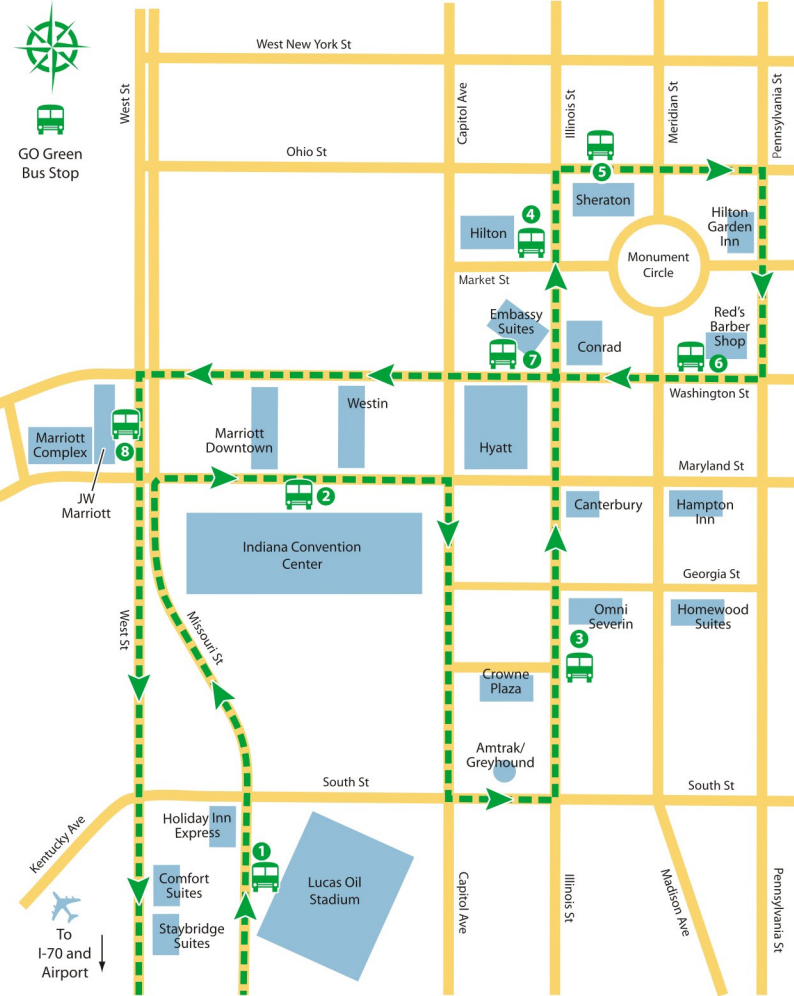 West New York St
West St
Capitol Ave
Illinois St
Meridian St
Pennsylvania St
GO Green
Bus Stop
Ohio St
5
Sheraton
4
Hilton
Hilton
Garden
Inn
Monument
Circle
Market St
Embassy
Suites
7
Conrad
Red's
Barber
Shop
6
Washington St
Westin
Marriott
Downtown
Hyatt
Marriott
Complex
8
JW
Marriott
Maryland St
2
Canterbury
Hampton
Inn
Indiana Convention
Center
Georgia St
West St
Missouri St
Omni
Severin
Homewood
Suites
3
Crowne
Plaza
Amtrak/
Greyhound
South St
South St
Kentucky Ave
Holiday Inn
Express
1
Comfort
Suites
Lucas Oil
Stadium
Capitol Ave
Illinois St
Madison Ave
Pennsylvania St
Staybridge
Suites
To
I-70 and
Airport